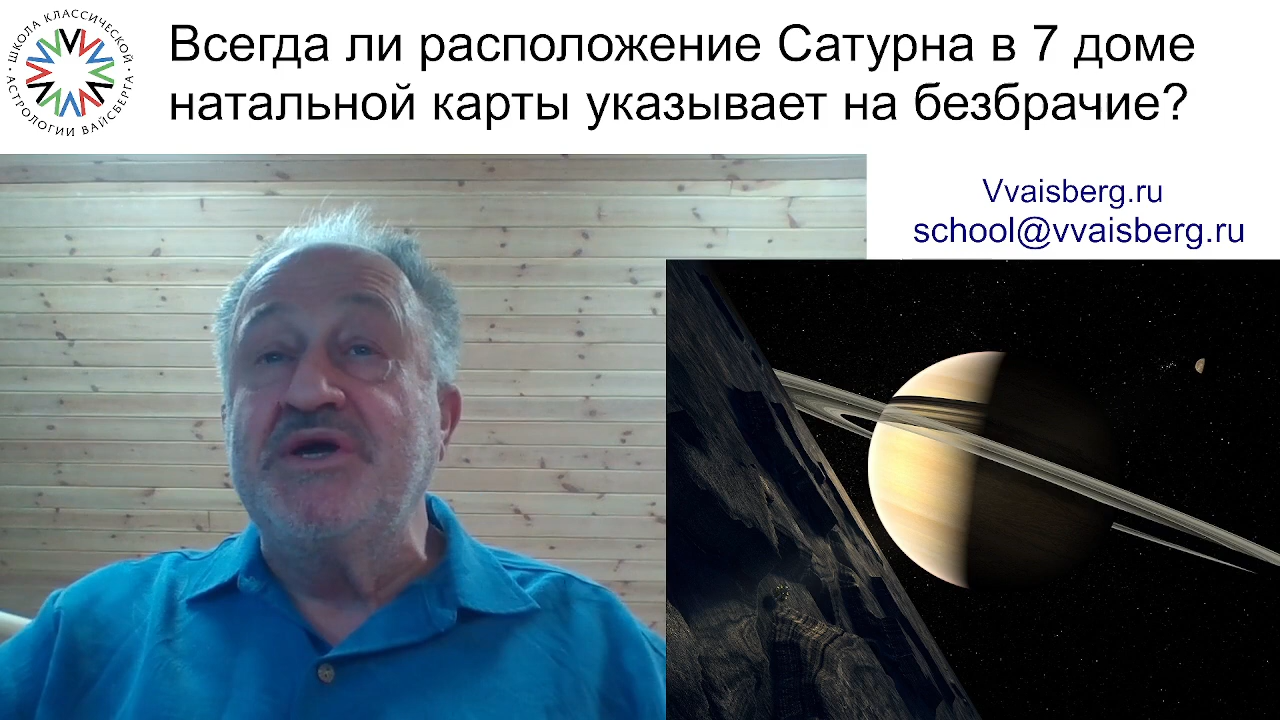 ШКОЛА КЛАССИЧЕСКОЙ
АСТРОЛОГИИ ВАЙСБЕРГА
Всегда ли расположение Сатурна в 7 доме
натальной карты указывает на безбрачие?
Vvaisberg.ru
school@vvaisberg.ru